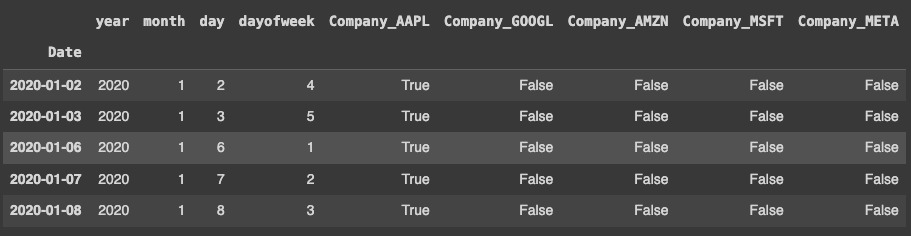 year month day dayofweek Company_AAPL Company_GOOGL Company_AMZN Company_MSFT Company_META
Date
2020-01-02 2020 1 2 4 True False False False False
2020-01-03 2020 1 3 5 True False False False False
2020-01-06 2020 1 6 1 True False False False False
2020-01-07 2020 1 7 2 True False False False False
2020-01-08 2020 1 8 3 True False False False False